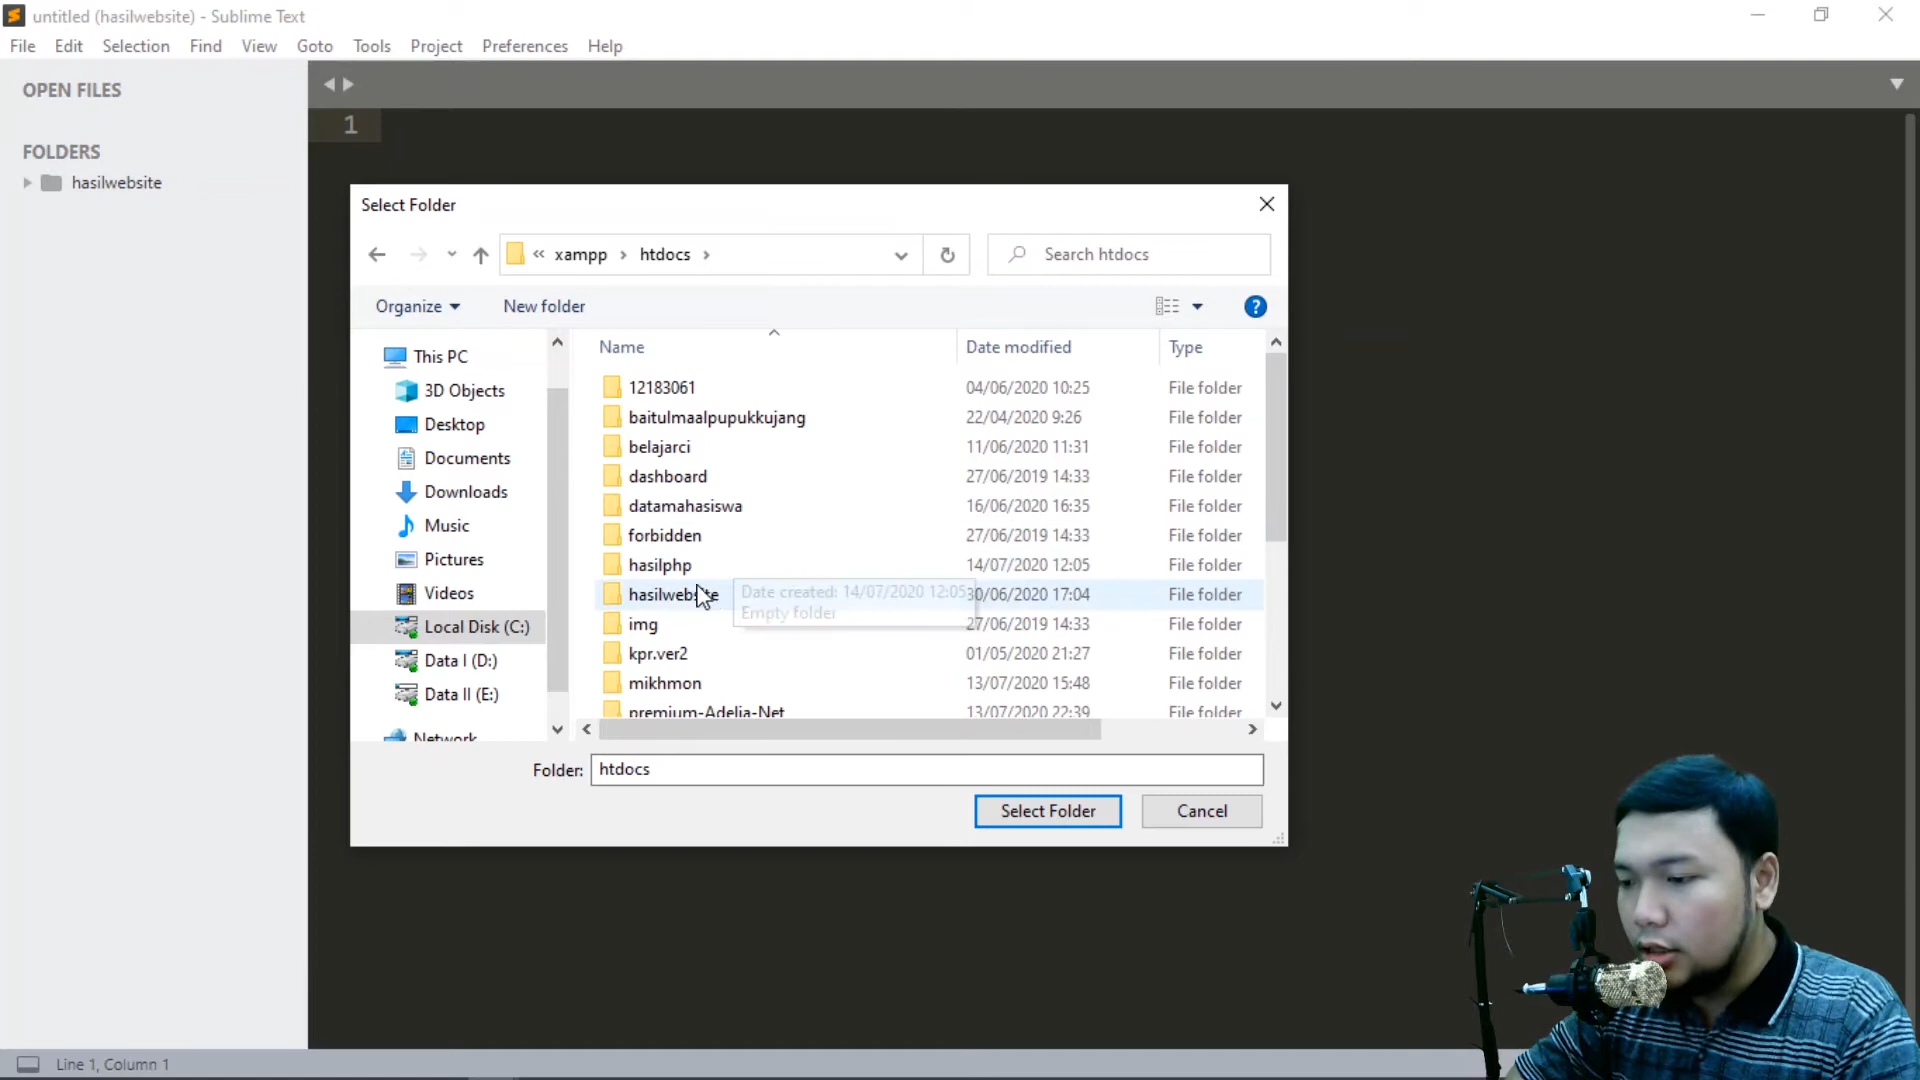 untitled (hasilwebsite) - Sublime Text
File Edit Selection Find View Goto Tools Project Preferences Help
OPEN FILES
1
FOLDERS
hasilwebsite
Select Folder
« xampp › htdocs ›
Search htdocs
Organize
New folder
?
This PC
3D Objects
Desktop
Documents
Downloads
Music
Pictures
Videos
Local Disk (C:)
Data I (D:)
Data II (E:)
Network
Name Date modified Type
12183061 04/06/2020 10:25 File folder
baitulmaalpupukkujang 22/04/2020 9:26 File folder
belajarci 11/06/2020 11:31 File folder
dashboard 27/06/2019 14:33 File folder
datamahasiswa 16/06/2020 16:35 File folder
forbidden 27/06/2019 14:33 File folder
hasilphp 14/07/2020 12:05 File folder
hasilwebsite 30/06/2020 17:04 File folder
Date created: 14/07/2020 12:05
Empty folder
img 27/06/2019 14:33 File folder
kpr.ver2 01/05/2020 21:27 File folder
mikhmon 13/07/2020 15:48 File folder
premium-Adelia-Net 13/07/2020 22:39 File folder
Folder: htdocs
Select Folder Cancel
Line 1, Column 1